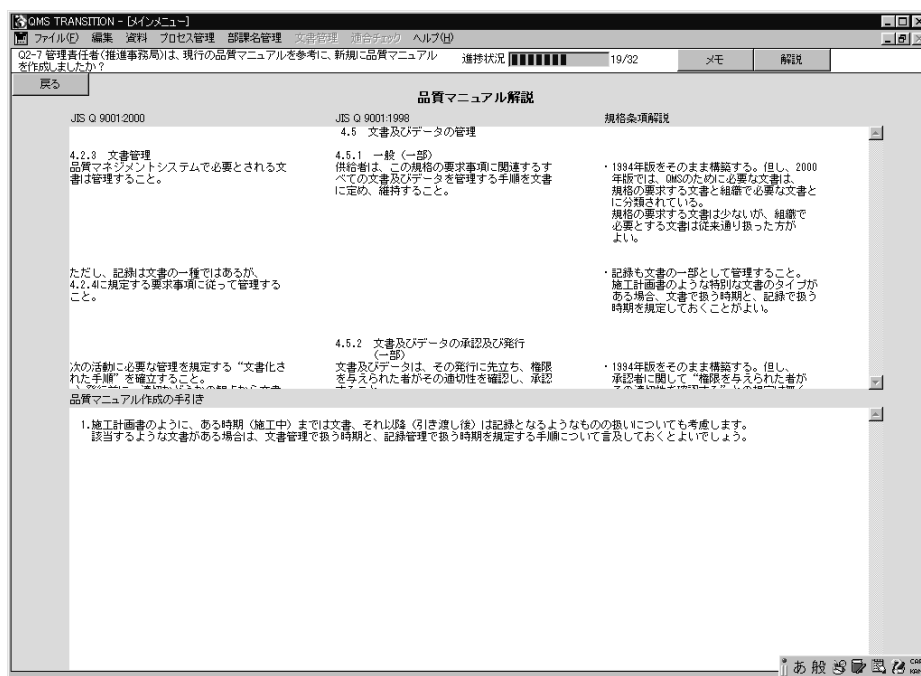 QMS TRANSITION - [メインメニュー]
ファイル(F) 編集 資料 プロセス管理 部課名管理 文書管理 適合チェック ヘルプ(H)
Q2-7 管理責任者(推進事務局)は、現行の品質マニュアルを参考に、新規に品質マニュアル
を作成しましたか?
進捗状況 19/32 メモ 解説
戻る
品質マニュアル解説
JIS Q 9001:2000
JIS Q 9001:1998
規格条項解説
4.5 文書及びデータの管理
4.2.3 文書管理
品質マネジメントシステムで必要とされる文
書は管理すること。
4.5.1 一般(一部)
供給者は、この規格の要求事項に関連するす
べての文書及びデータを管理する手順を文書
に定め、維持すること。
・1994年版をそのまま構築する。但し、2000
年版では、QMSのために必要な文書は、
規格の要求する文書と組織で必要な文書と
に分類されている。
規格の要求する文書は少ないが、組織で
必要とする文書は従来通り扱った方が
よい。
ただし、記録は文書の一種ではあるが、
4.2.4に規定する要求事項に従って管理する
こと。
・記録も文書の一部として管理すること。
施工計画書のような特別な文書のタイプが
ある場合、文書で扱う時期と、記録で扱う
時期を規定しておくことがよい。
4.5.2 文書及びデータの承認及び発行
(一部)
次の活動に必要な管理を規定する“文書化さ
れた手順”を確立すること。
文書及びデータは、その発行に先立ち、権限
を与えられた者がその適切性を確認し、承認
・1994年版をそのまま構築する。但し、
承認者に関して“権限を与えられた者が
品質マニュアル作成の手引き
1.施工計画書のように、ある時期(施工中)までは文書、それ以降(引き渡し後)は記録となるようなものの扱いについても考慮します。
該当するような文書がある場合は、文書管理で扱う時期と、記録管理で扱う時期を規定する手順について言及しておくとよいでしょう。
あ 般